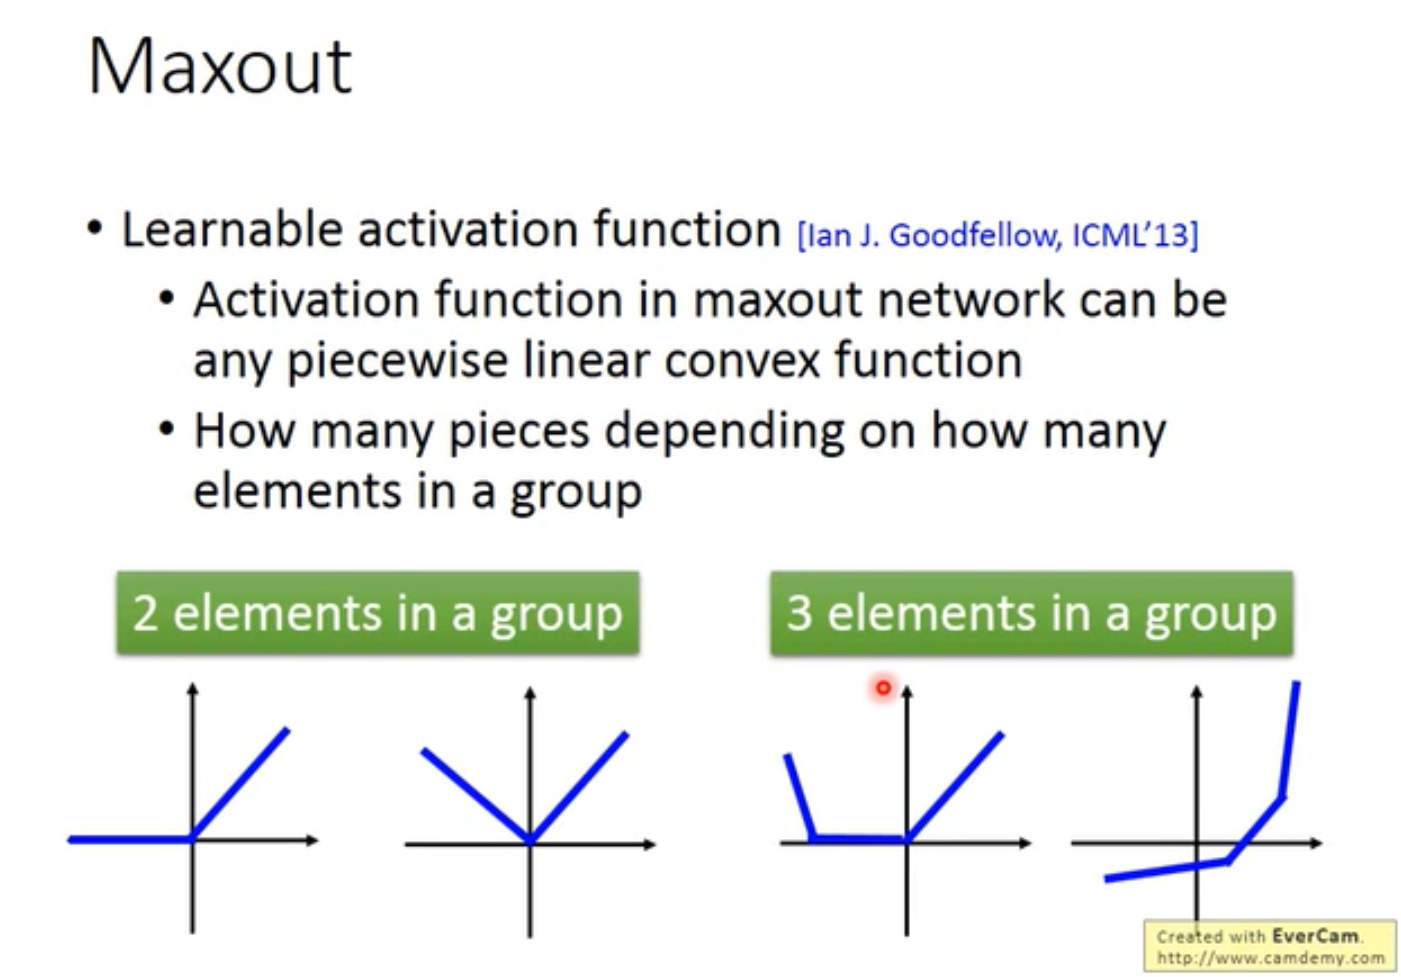 Maxout
• Learnable activation function [Ian J. Goodfellow, ICML’13]
• Activation function in maxout network can be
any piecewise linear convex function
• How many pieces depending on how many
elements in a group
2 elements in a group
3 elements in a group
Created with EverCam.
http://www.camdemy.com